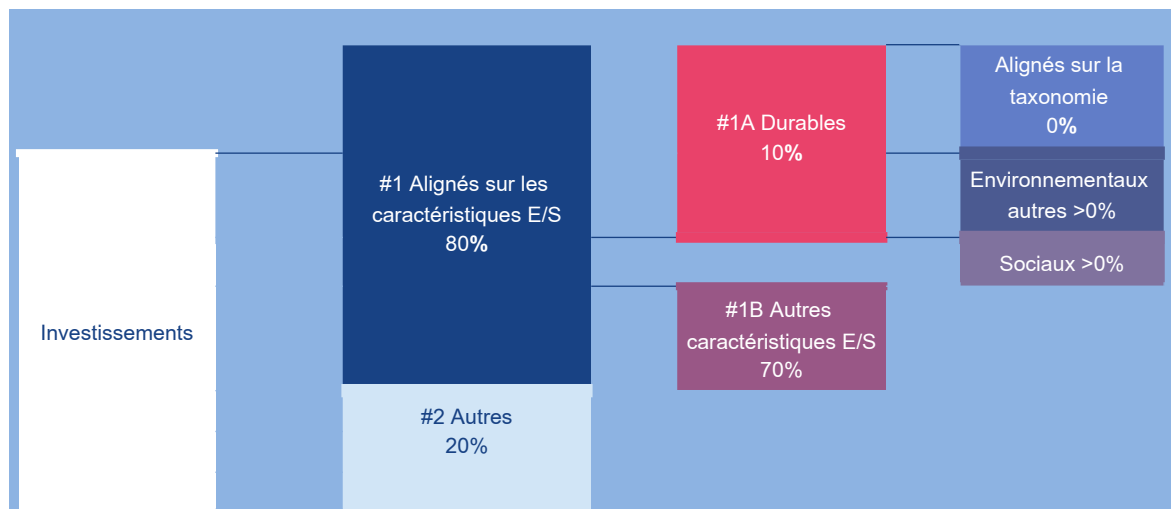 Investissements
#1 Alignés sur les
caractéristiques E/S
80%
#2 Autres
20%
#1A Durables
10%
#1B Autres
caractéristiques E/S
70%
Alignés sur la
taxonomie
0%
Environnementaux
autres >0%
Sociaux >0%